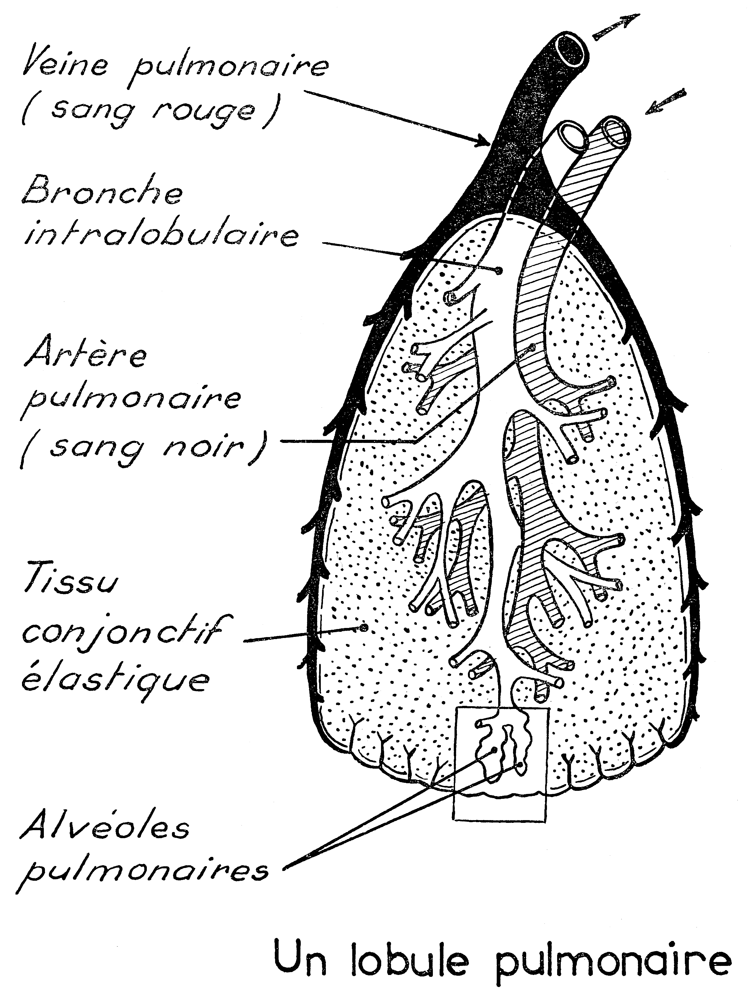 Veine pulmonaire
( sang rouge )
Bronche
intralobulaire
Artère
pulmonaire
( sang noir )
Tissu
conjonctif
élastique
Alvéoles
pulmonaires
Un lobule pulmonaire